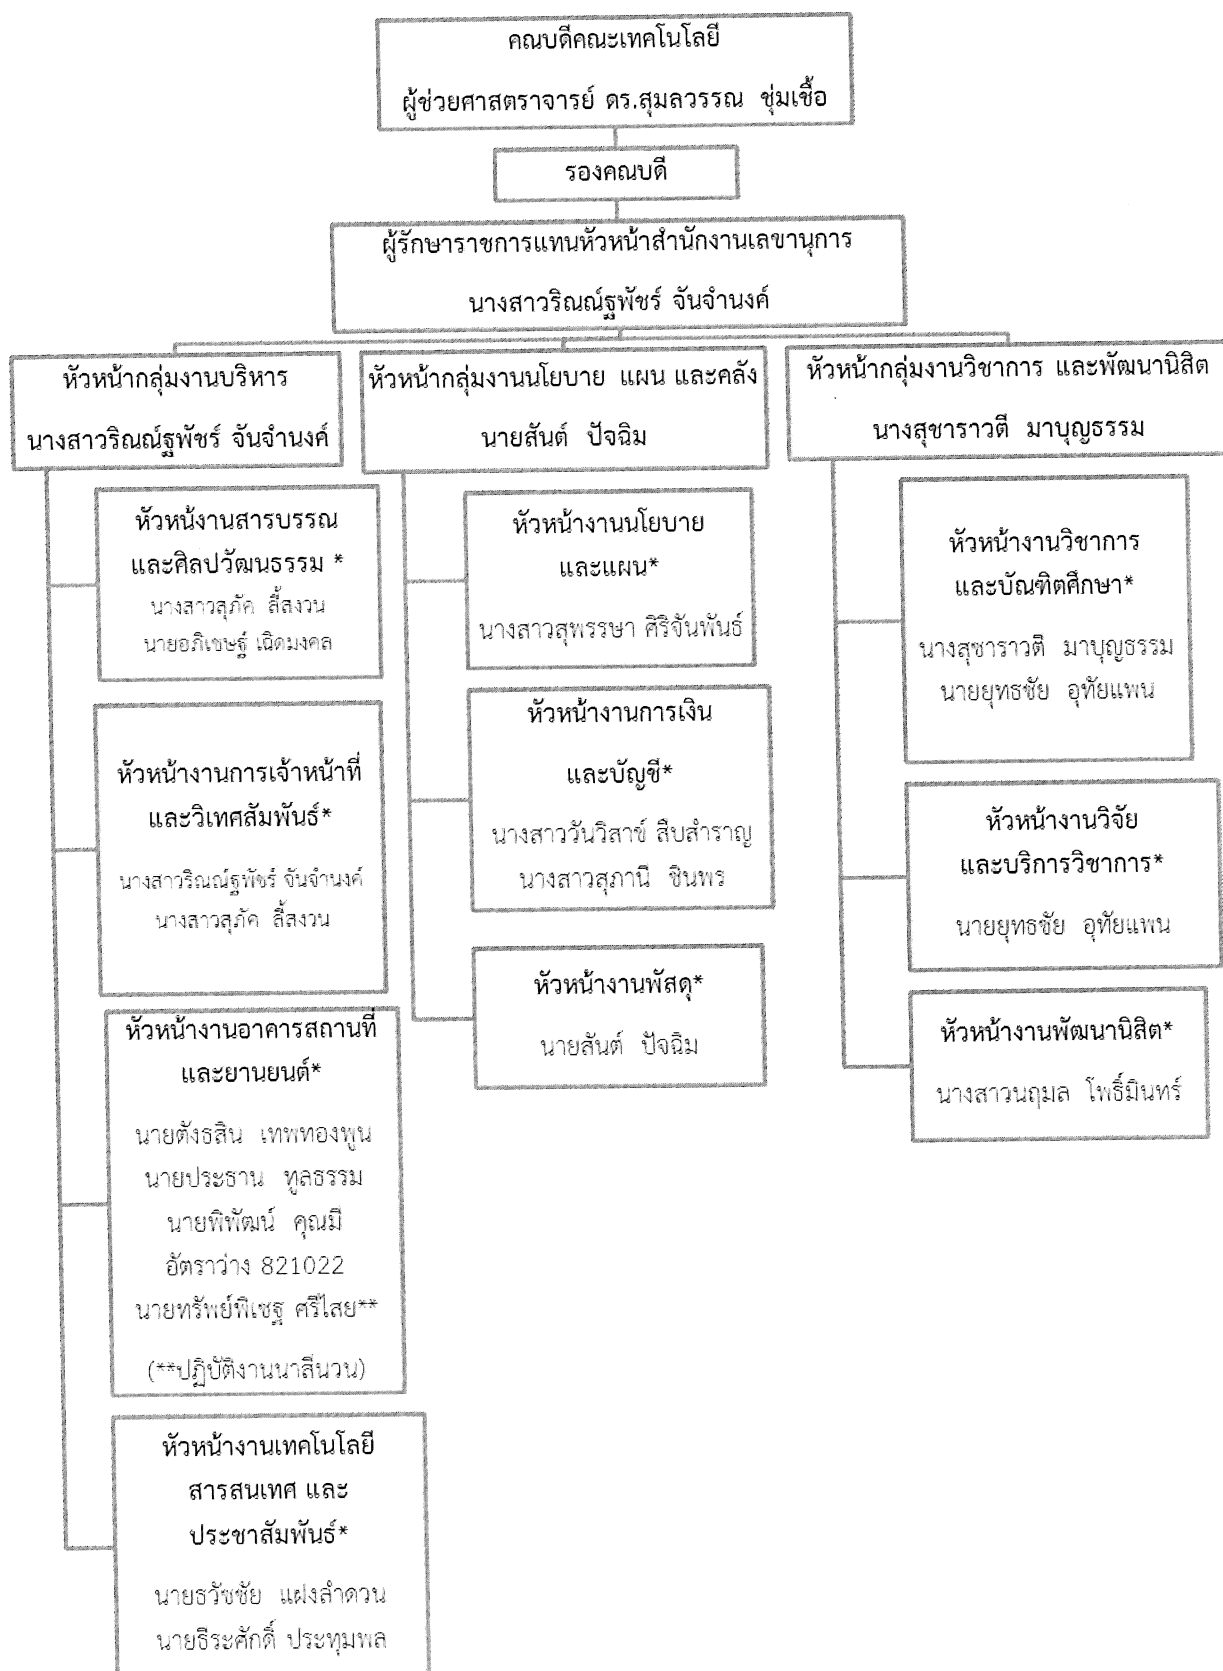 คณบดีคณะเทคโนโลยี
ผู้ช่วยศาสตราจารย์ ดร.สุมลวรรณ ชุ่มเชื้อ
รองคณบดี
ผู้รักษาราชการแทนหัวหน้าสำนักงานเลขานุการ
นางสาวริณณ์ฐพัชร์ จันจำนงค์
หัวหน้ากลุ่มงานบริหาร
นางสาวริณณ์ฐพัชร์ จันจำนงค์
หัวหน้งานสารบรรณ
และศิลปวัฒนธรรม *
นางสาวสุภัค ลี้สงวน
นายอภิเชษฐ์ เฉิดมงคล
หัวหน้างานการเจ้าหน้าที่
และวิเทศสัมพันธ์*
นางสาวริณณ์ฐพัชร์ จันจำนงค์
นางสาวสุภัค ลี้สงวน
หัวหน้างานอาคารสถานที่
และยานยนต์*
นายตังธสิน เทพทองพูน
นายประธาน ทูลธรรม
นายพิพัฒน์ คุณมี
อัตราว่าง 821022
นายทรัพย์พิเชฐ ศรีไสย**
(**ปฏิบัติงานนาสีนวน)
หัวหน้างานเทคโนโลยี
สารสนเทศ และ
ประชาสัมพันธ์*
นายธวัชชัย แฝงลำดวน
นายธีระศักดิ์ ประทุมพล
หัวหน้ากลุ่มงานนโยบาย แผน และคลัง
นายสันต์ ปัจฉิม
หัวหน้างานนโยบาย
และแผน*
นางสาวสุพรรษา ศิริจันพันธ์
หัวหน้างานการเงิน
และบัญชี*
นางสาววันวิสาข์ สืบสำราญ
นางสาวสุภานี ชินพร
หัวหน้างานพัสดุ*
นายสันต์ ปัจฉิม
หัวหน้ากลุ่มงานวิชาการ และพัฒนานิสิต
นางสุชาราวตี มาบุญธรรม
หัวหน้างานวิชาการ
และบัณฑิตศึกษา*
นางสุชาราวตี มาบุญธรรม
นายยุทธชัย อุทัยแพน
หัวหน้างานวิจัย
และบริการวิชาการ*
นายยุทธชัย อุทัยแพน
หัวหน้างานพัฒนานิสิต*
นางสาวนฤมล โพธิ์มินทร์